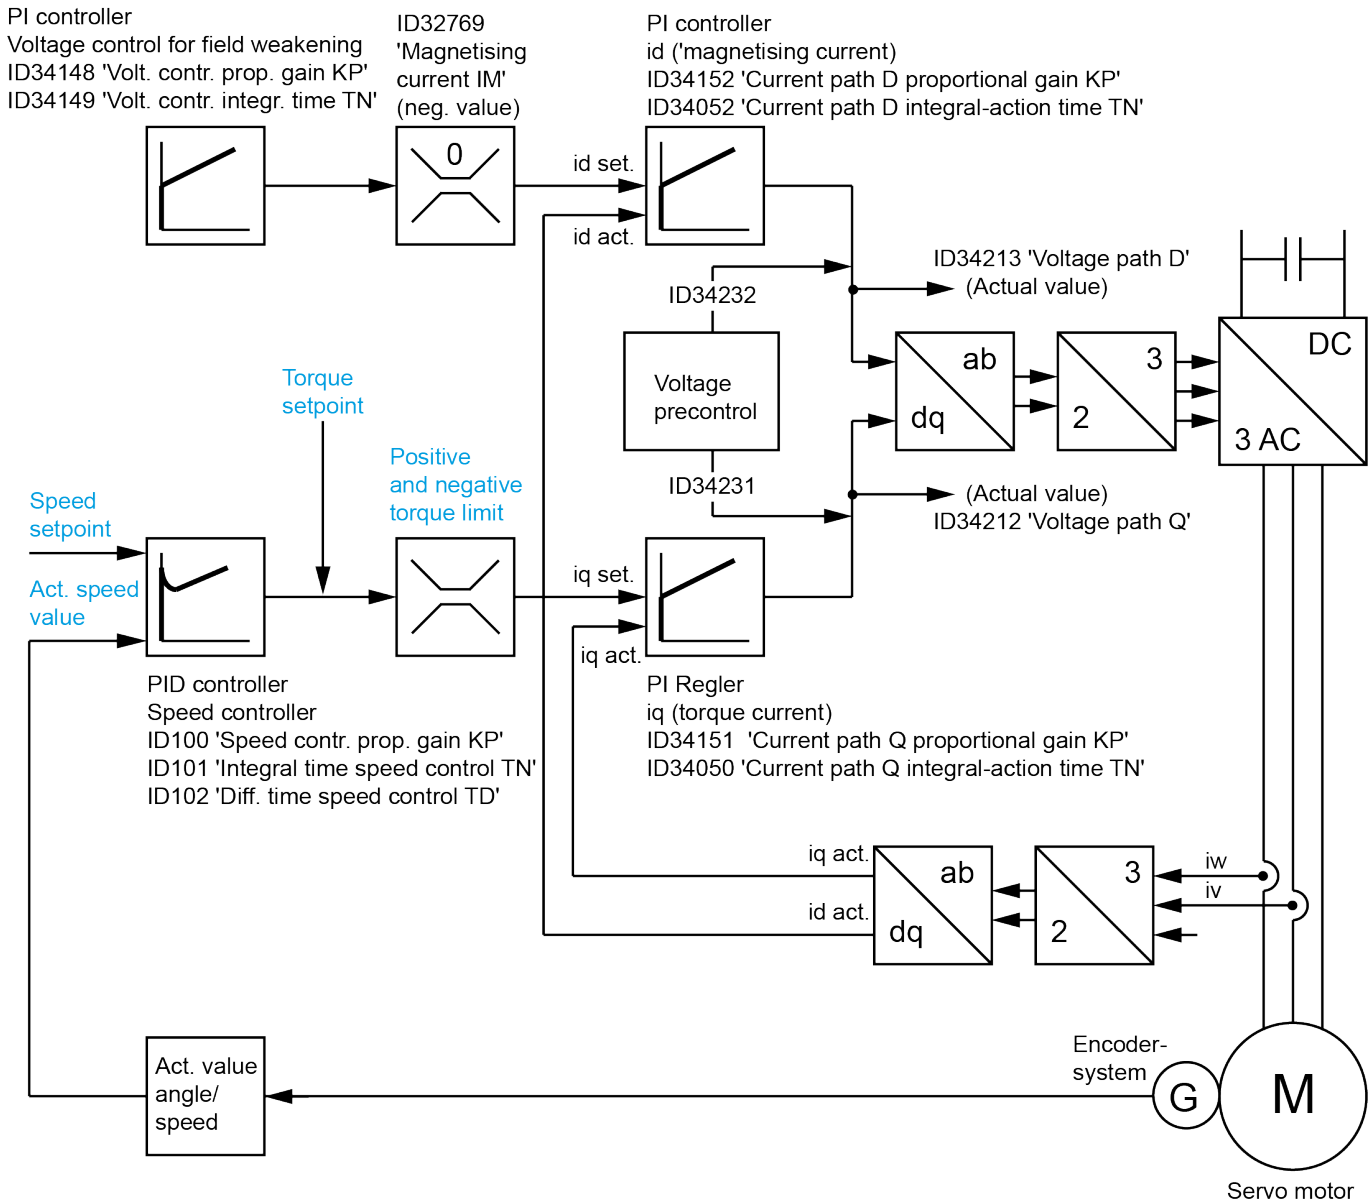 PI controller
Voltage control for field weakening
ID34148 'Volt. contr. prop. gain KP'
ID34149 'Volt. contr. integr. time TN'
ID32769
'Magnetising
current IM'
(neg. value)
PI controller
id ('magnetising current)
ID34152 'Current path D proportional gain KP'
ID34052 'Current path D integral-action time TN'
0
id set.
id act.
ID34232
ID34213 'Voltage path D'
(Actual value)
Voltage
precontrol
ab
dq
3
2
DC
3 AC
Torque
setpoint
Positive
and negative
torque limit
ID34231
(Actual value)
ID34212 'Voltage path Q'
Speed
setpoint
Act. speed
value
iq set.
iq act.
PID controller
Speed controller
ID100 'Speed contr. prop. gain KP'
ID101 'Integral time speed control TN'
ID102 'Diff. time speed control TD'
PI Regler
iq (torque current)
ID34151  'Current path Q proportional gain KP'
ID34050 'Current path Q integral-action time TN'
iq act.
id act.
ab
dq
3
2
iw
iv
Act. value
angle/
speed
Encoder-
system
G
M
Servo motor